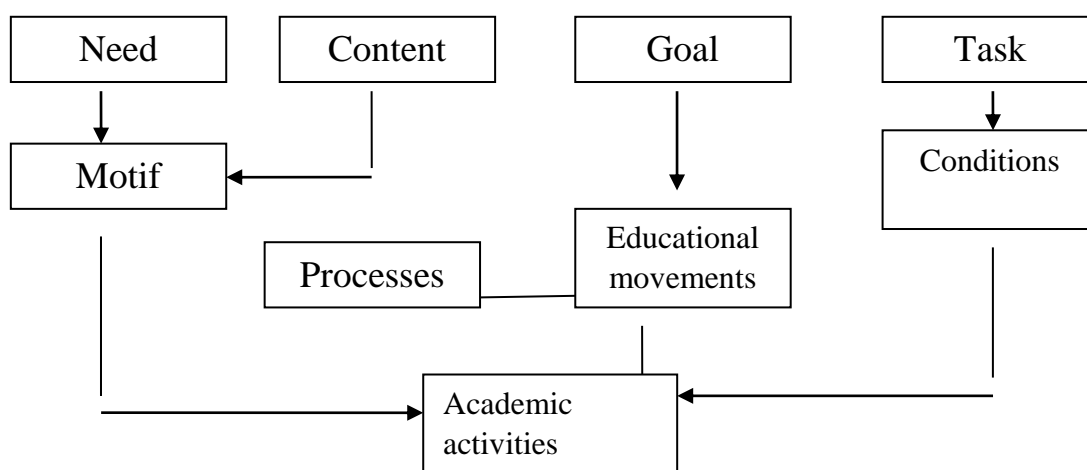 Need
Content
Goal
Task
Motif
Conditions
Processes
Educational
movements
Academic
activities